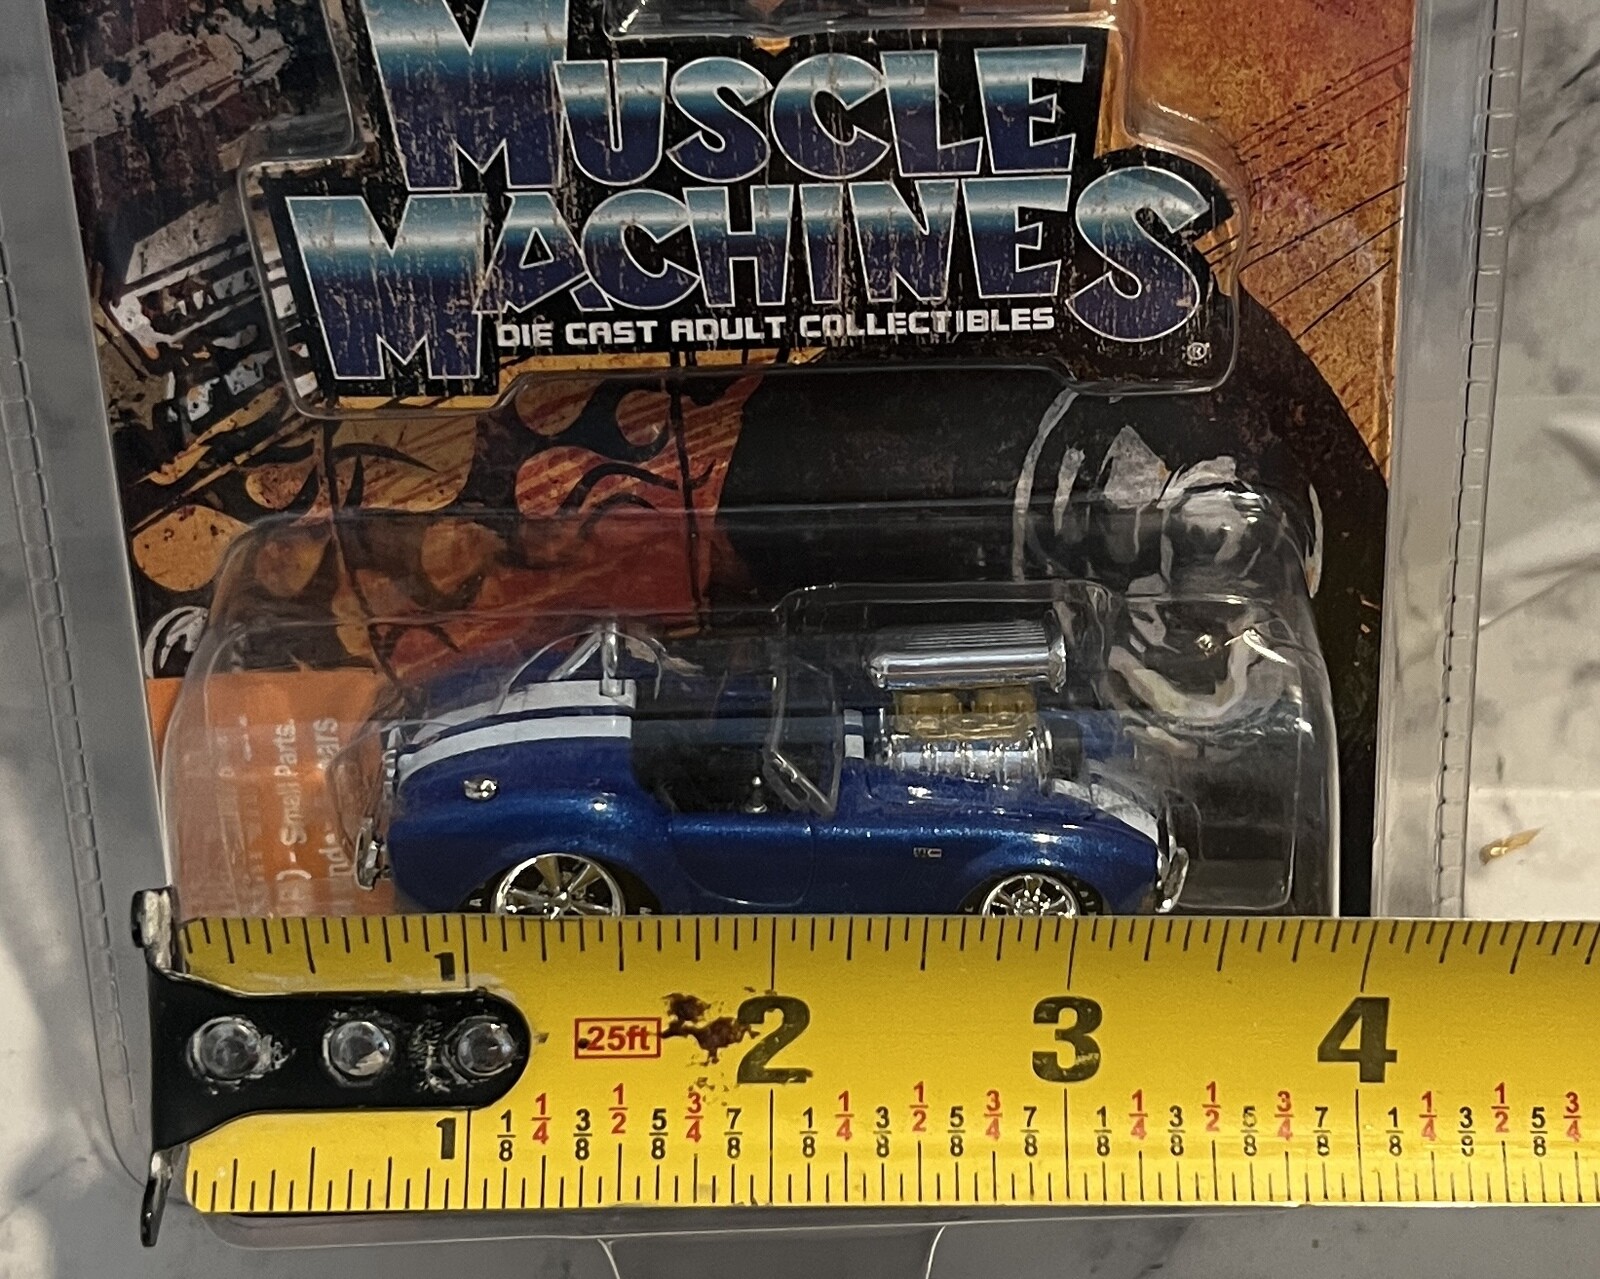 MUSCLE
MACHINES
DIE CAST ADULT COLLECTIBLES
®
) - Small Parts.
1
.25ft
2
3
4
1
1/8 1/4 3/8 1/2 5/8 3/4 7/8 1/8 1/4 3/8 1/2 5/8 3/4 7/8 1/8 1/4 3/8 1/2 5/8 3/4 7/8 1/8 1/4 3/8 1/2 5/8 3/4